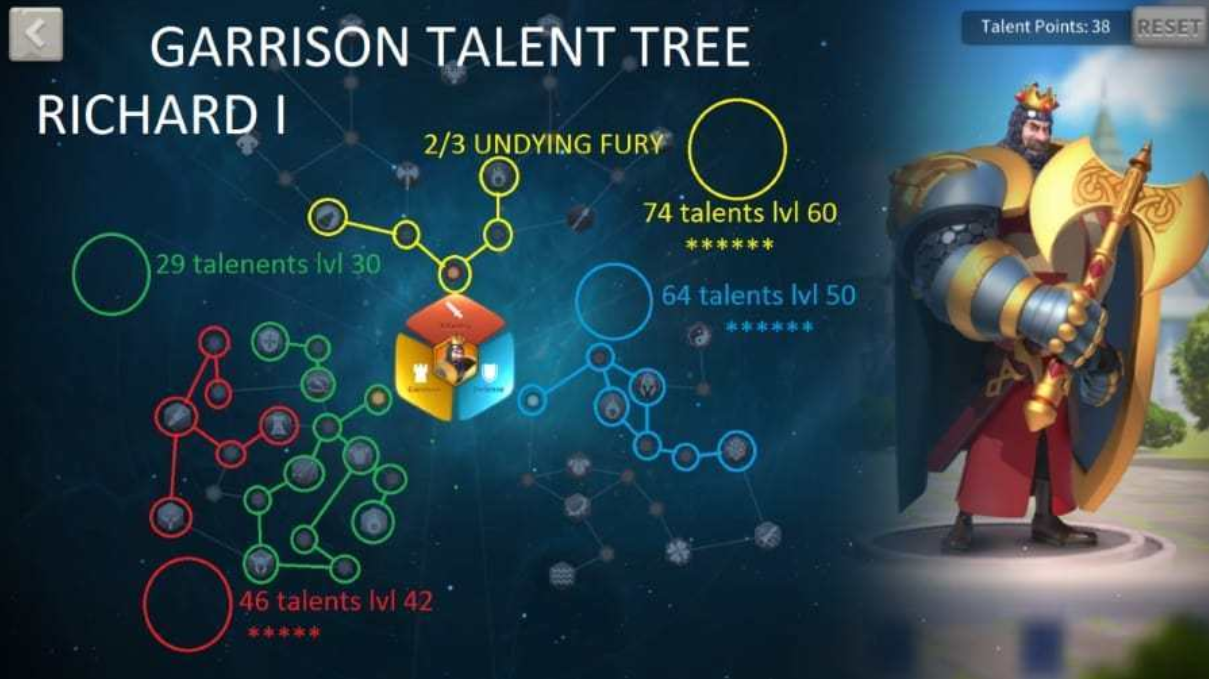 GARRISON TALENT TREE
Talent Points: 38
RESET
RICHARD I
2/3 UNDYING FURY
74 talents lvl 60
******
29 talenents lvl 30
64 talents lvl 50
******
46 talents lvl 42
*****